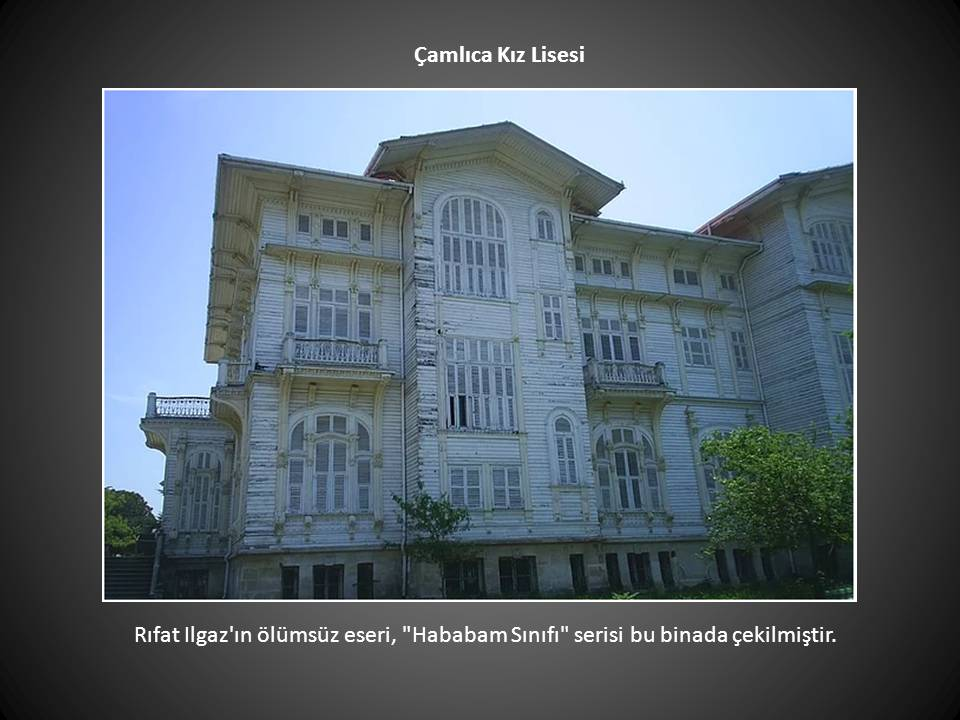 Çamlıca Kız Lisesi
Rıfat Ilgaz'ın ölümsüz eseri, "Hababam Sınıfı" serisi bu binada çekilmiştir.